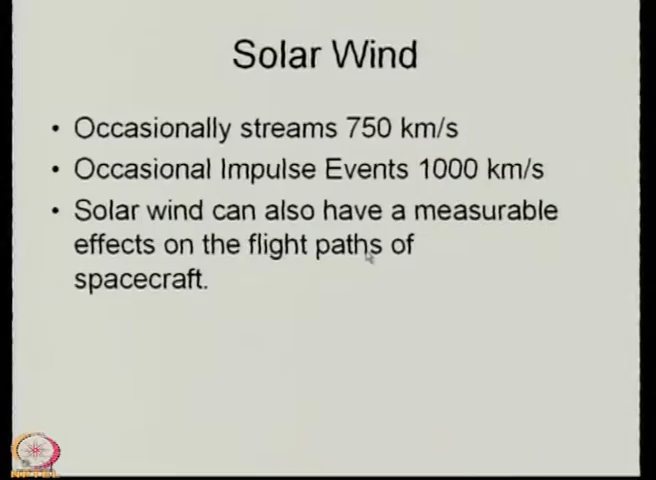 Solar Wind
• Occasionally streams 750 km/s
• Occasional Impulse Events 1000 km/s
• Solar wind can also have a measurable
effects on the flight paths of
spacecraft.
NPTEL